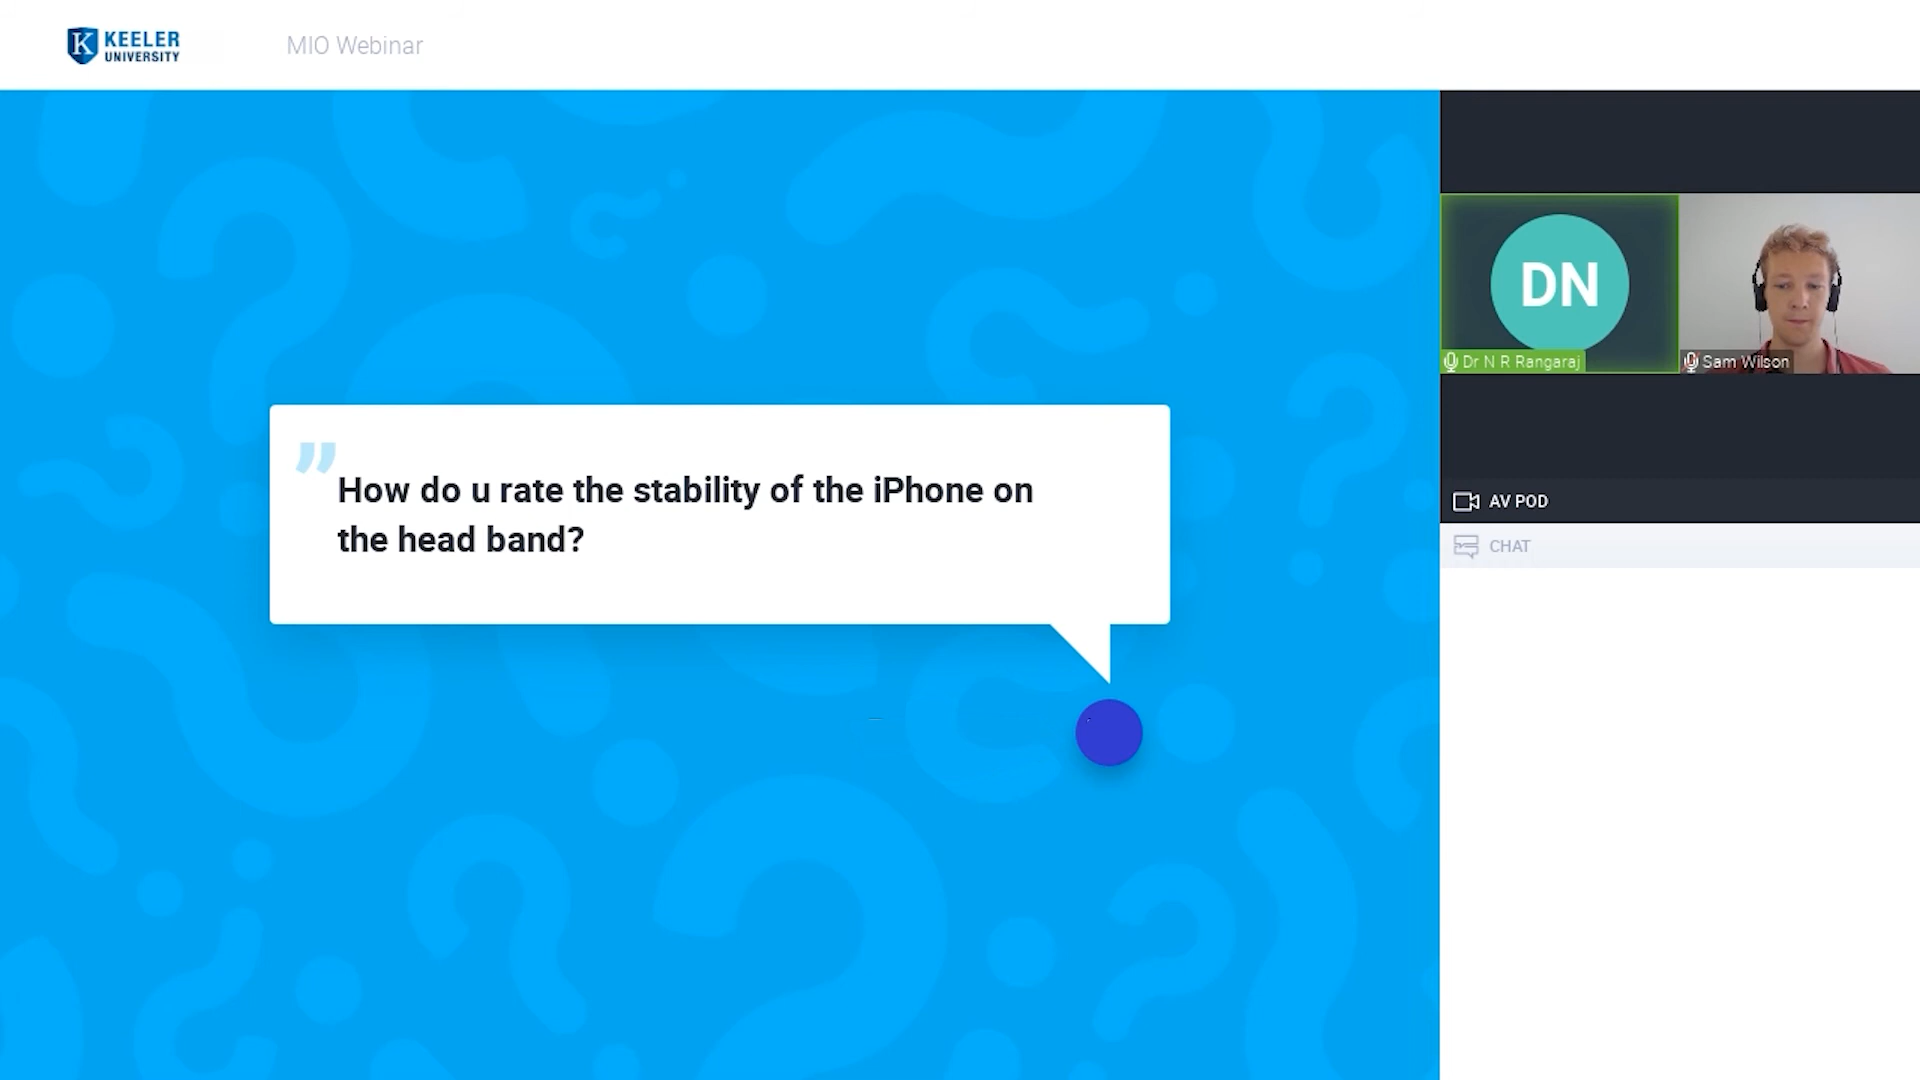 K KEELER
UNIVERSITY
MIO Webinar
"
How do u rate the stability of the iPhone on
the head band?
DN
Dr N R Rangaraj
Sam Wilson
AV POD
CHAT